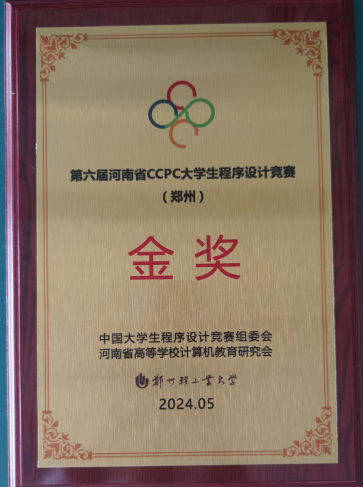 第六届河南省CCPC大学生程序设计竞赛
（郑州）
金奖
中国大学生程序设计竞赛组委会
河南省高等学校计算机教育研究会
郑州轻工业大学
2024.05